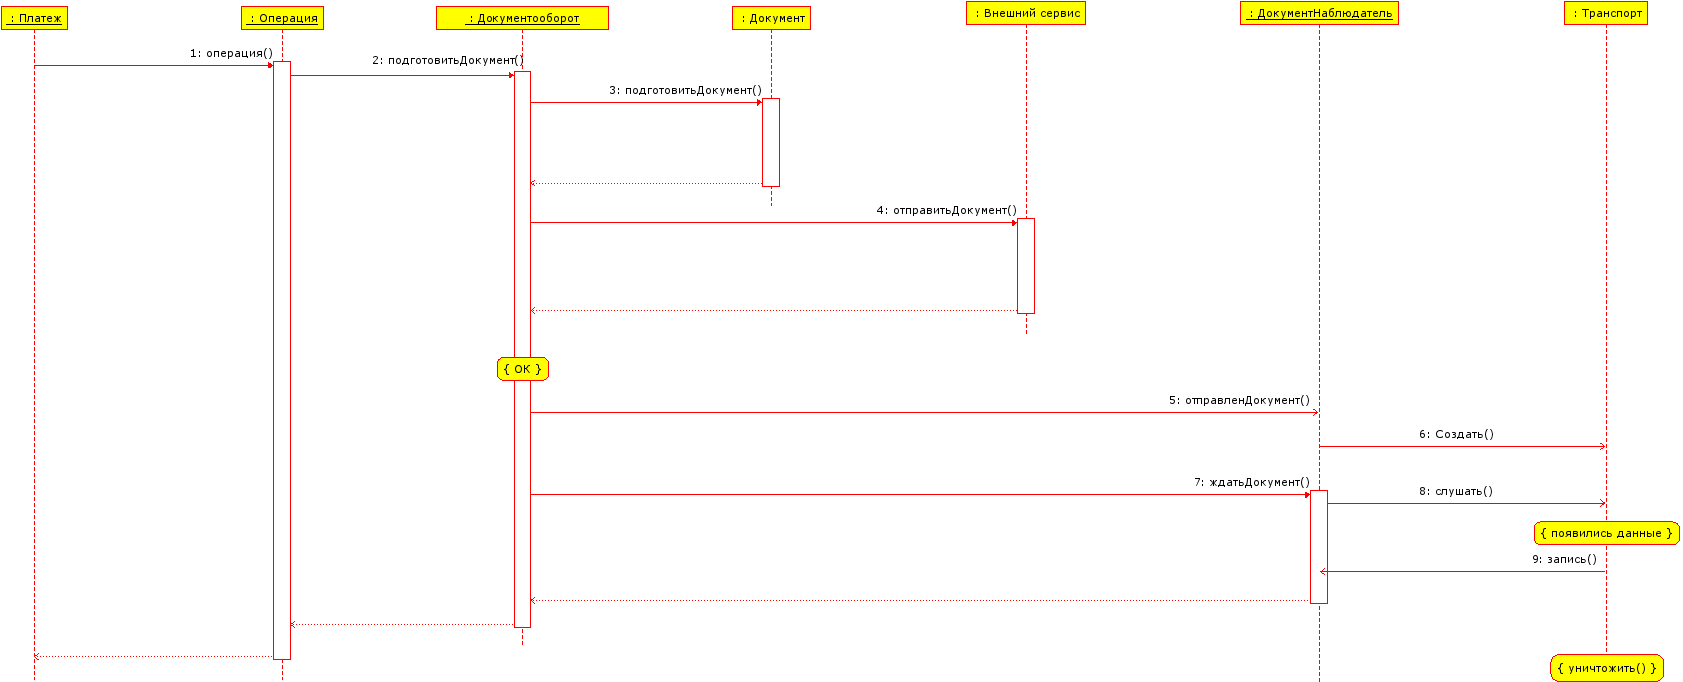 : Платеж
: Операция
: Документооборот
: Документ
: Внешний сервис
: ДокументНаблюдатель
: Транспорт
1: операция()
2: подготовитьДокумент()
3: подготовитьДокумент()
4: отправитьДокумент()
{ OK }
5: отправленДокумент()
6: Создать()
7: ждатьДокумент()
8: слушать()
{ появились данные }
9: запись()
{ уничтожить() }